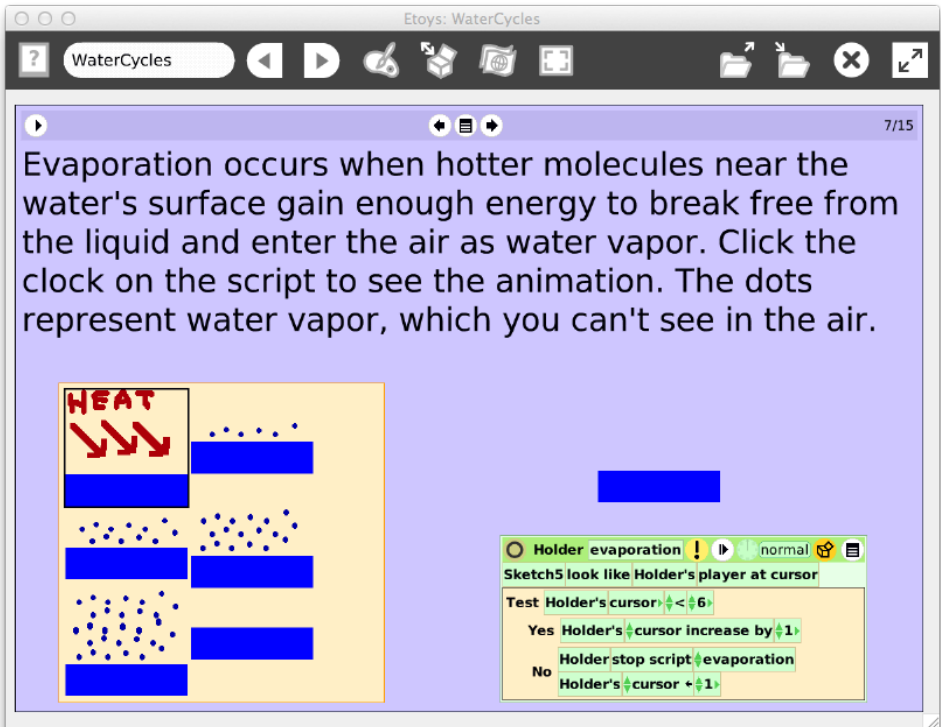 Etoys: WaterCycles
? WaterCycles
7/15
Evaporation occurs when hotter molecules near the
water's surface gain enough energy to break free from
the liquid and enter the air as water vapor. Click the
clock on the script to see the animation. The dots
represent water vapor, which you can't see in the air.
HEAT
Holder evaporation ! normal
Sketch5 look like Holder's player at cursor
Test Holder's cursor < 6
Yes Holder's cursor increase by 1
No
Holder stop script evaporation
Holder's cursor ← 1